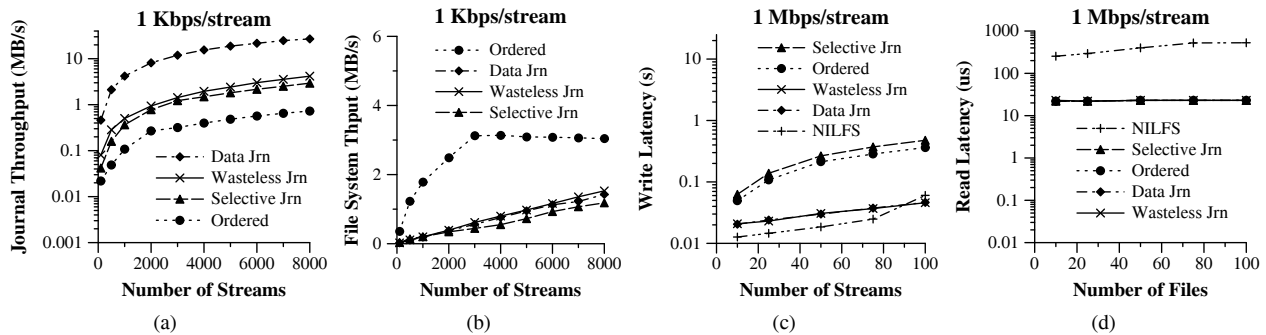 1 Kbps/stream
Journal Throughput (MB/s)
10
1
0.1
0.01
0.001
Data Jrn
Wasteless Jrn
Selective Jrn
Ordered
0 2000 4000 6000 8000
Number of Streams
(a)
1 Kbps/stream
File System Thput (MB/s)
6
4
2
0
Ordered
Data Jrn
Wasteless Jrn
Selective Jrn
0 2000 4000 6000 8000
Number of Streams
(b)
1 Mbps/stream
Write Latency (s)
10
1
0.1
0.01
Selective Jrn
Ordered
Wasteless Jrn
Data Jrn
NILFS
0 20 40 60 80 100
Number of Streams
(c)
1 Mbps/stream
Read Latency (us)
1000
100
10
1
0.1
0.01
NILFS
Selective Jrn
Ordered
Data Jrn
Wasteless Jrn
0 20 40 60 80 100
Number of Files
(d)